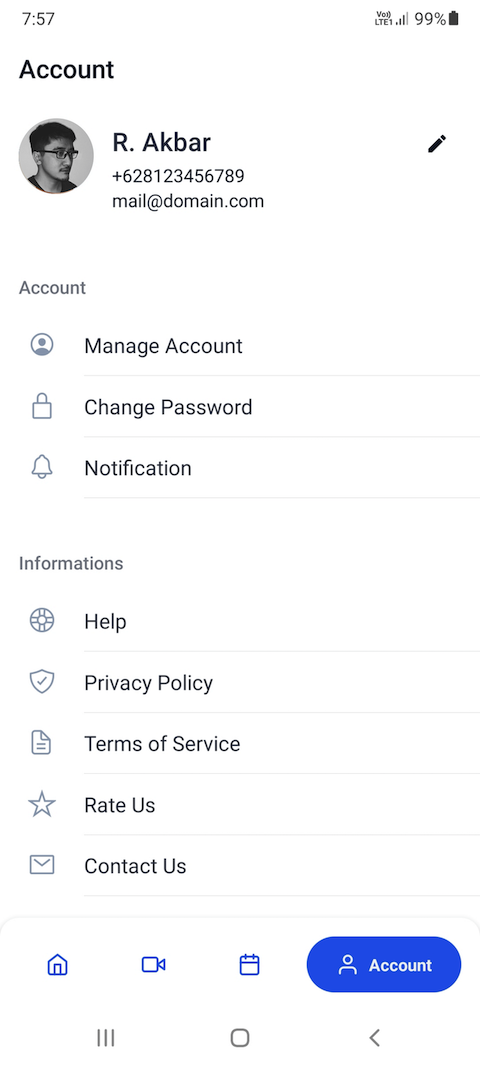 7:57
Vo)) LTE1 99%
Account
R. Akbar
+628123456789
mail@domain.com
Account
Manage Account
Change Password
Notification
Informations
Help
Privacy Policy
Terms of Service
Rate Us
Contact Us
Account